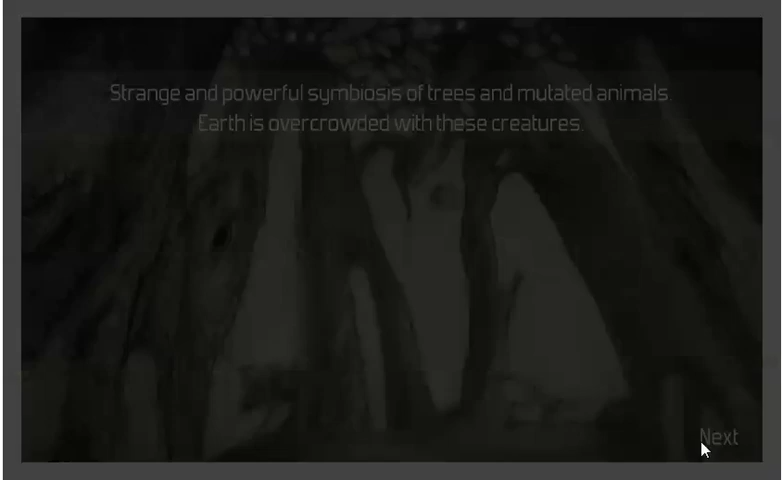 Strange and powerful symbiosis of trees and mutated animals.
Earth is overcrowded with these creatures.
Next